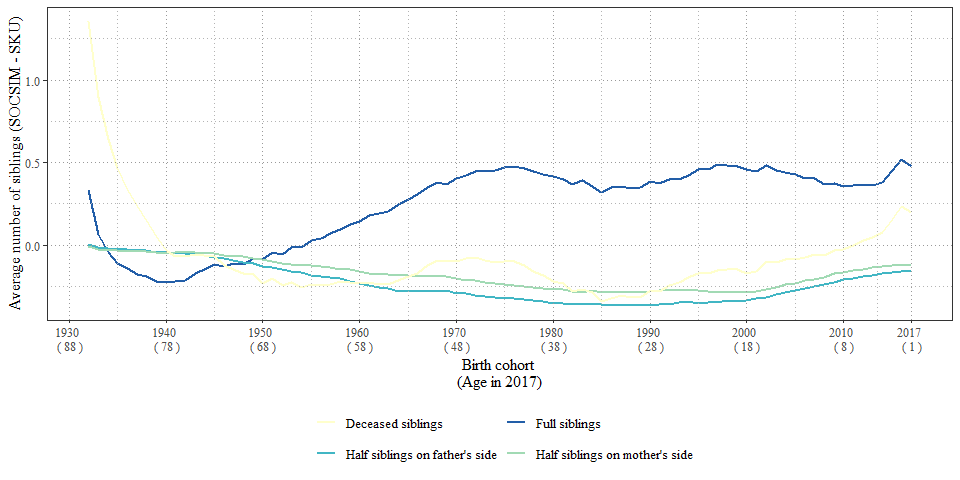 Average number of siblings (SOCSIM - SKU)
1.0
0.5
0.0
1930 1940 1950 1960 1970 1980 1990 2000 2010 2017
( 88 ) ( 78 ) ( 68 ) ( 58 ) ( 48 ) ( 38 ) ( 28 ) ( 18 ) ( 8 ) ( 1 )
Birth cohort
(Age in 2017)
Deceased siblings Full siblings
Half siblings on father's side Half siblings on mother's side